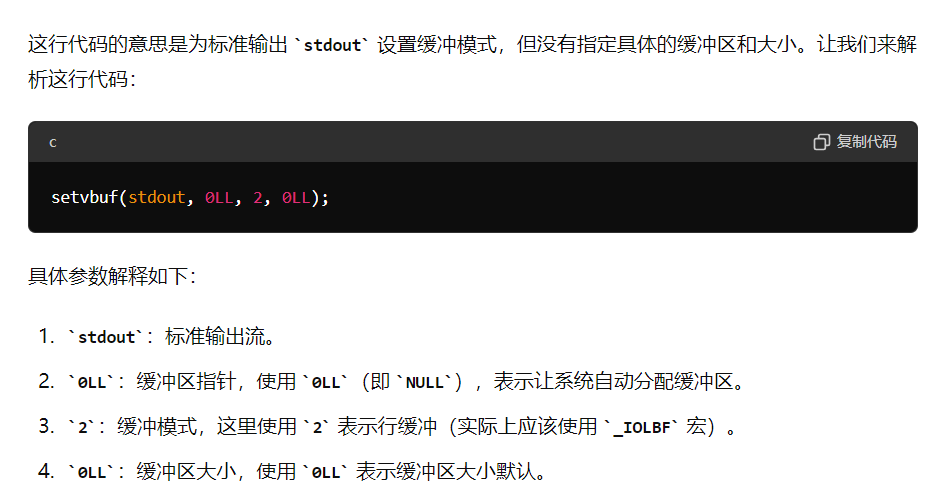 这行代码的意思是为标准输出 `stdout` 设置缓冲模式，但没有指定具体的缓冲区和大小。让我们来解
析这行代码：
c 复制代码
setvbuf(stdout, 0LL, 2, 0LL);
具体参数解释如下：
1. `stdout`：标准输出流。
2. `0LL`：缓冲区指针，使用 `0LL`（即 `NULL`），表示让系统自动分配缓冲区。
3. `2`：缓冲模式，这里使用 `2` 表示行缓冲（实际上应该使用 `_IOLBF` 宏）。
4. `0LL`：缓冲区大小，使用 `0LL` 表示缓冲区大小默认。